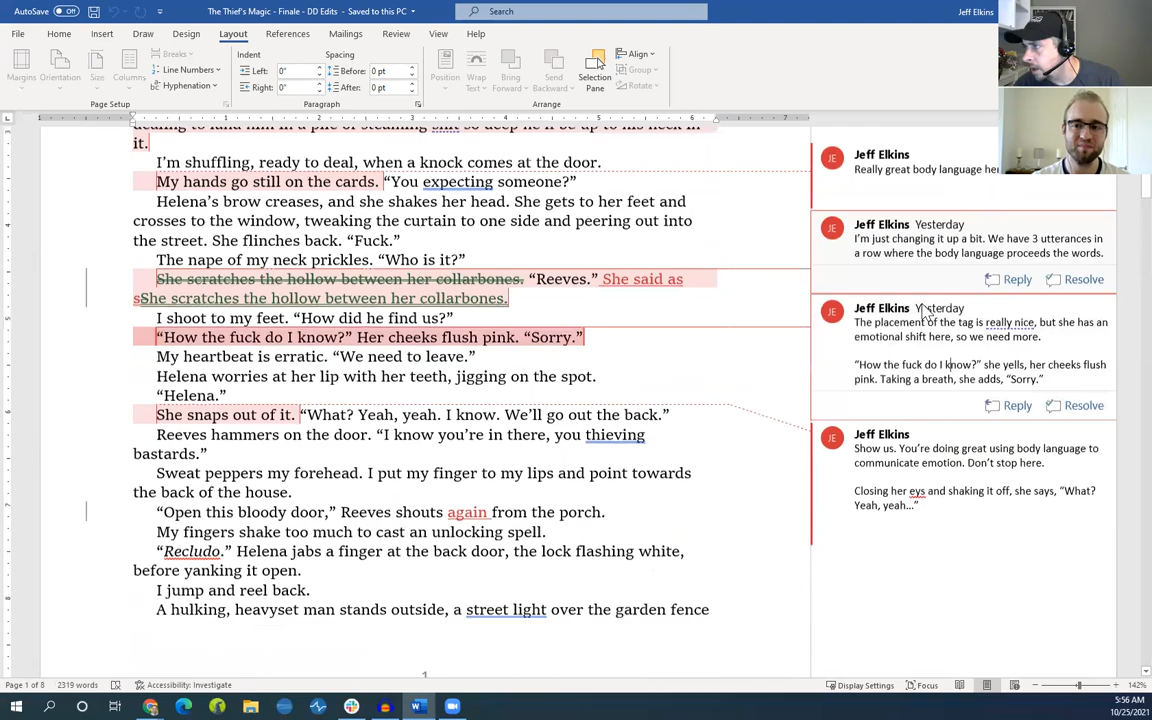 AutoSave Off
The Thief's Magic - Finale - DD Edits - Saved to this PC
Search
Jeff Elkins
File Home Insert Draw Design Layout References Mailings Review View Help
Margins Orientation Size Columns
Breaks
Line Numbers
Hyphenation
Page Setup
Indent
Left: 0"
Right: 0"
Spacing
Before: 0 pt
After: 0 pt
Paragraph
Position
Wrap Text
Bring Forward
Send Backward
Selection Pane
Align
Group
Rotate
Arrange
1 2 3 4 5 6 7
it.
I'm shuffling, ready to deal, when a knock comes at the door.
My hands go still on the cards. “You expecting someone?”
Helena's brow creases, and she shakes her head. She gets to her feet and
crosses to the window, tweaking the curtain to one side and peering out into
the street. She flinches back. “Fuck.”
The nape of my neck prickles. “Who is it?”
She scratches the hollow between her collarbones. “Reeves.” She said as
sShe scratches the hollow between her collarbones.
I shoot to my feet. “How did he find us?”
“How the fuck do I know?” Her cheeks flush pink. “Sorry.”
My heartbeat is erratic. “We need to leave.”
Helena worries at her lip with her teeth, jigging on the spot.
“Helena.”
She snaps out of it. “What? Yeah, yeah. I know. We'll go out the back.”
Reeves hammers on the door. “I know you're in there, you thieving
bastards.”
Sweat peppers my forehead. I put my finger to my lips and point towards
the back of the house.
“Open this bloody door,” Reeves shouts again from the porch.
My fingers shake too much to cast an unlocking spell.
“Recludo.” Helena jabs a finger at the back door, the lock flashing white,
before yanking it open.
I jump and reel back.
A hulking, heavyset man stands outside, a street light over the garden fence
JE
Jeff Elkins
Really great body language her
JE
Jeff Elkins Yesterday
I'm just changing it up a bit. We have 3 utterances in
a row where the body language proceeds the words.
Reply Resolve
JE
Jeff Elkins Yesterday
The placement of the tag is really nice, but she has an
emotional shift here, so we need more.
“How the fuck do I know?” she yells, her cheeks flush
pink. Taking a breath, she adds, “Sorry.”
Reply Resolve
JE
Jeff Elkins
Show us. You're doing great using body language to
communicate emotion. Don't stop here.
Closing her eys and shaking it off, she says, “What?
Yeah, yeah...”
Page 1 of 8 2319 words Accessibility: Investigate
Display Settings Focus 142%
5:56 AM
10/25/2021